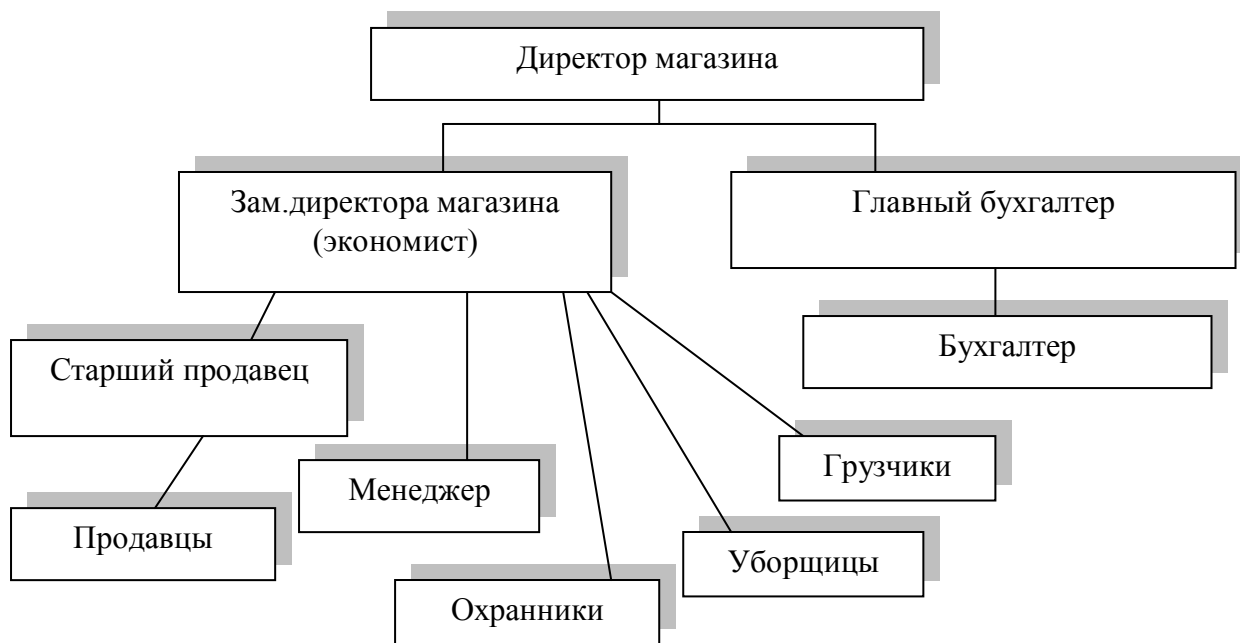 Директор магазина
Зам.директора магазина
(экономист)
Главный бухгалтер
Старший продавец
Бухгалтер
Менеджер
Грузчики
Продавцы
Уборщицы
Охранники